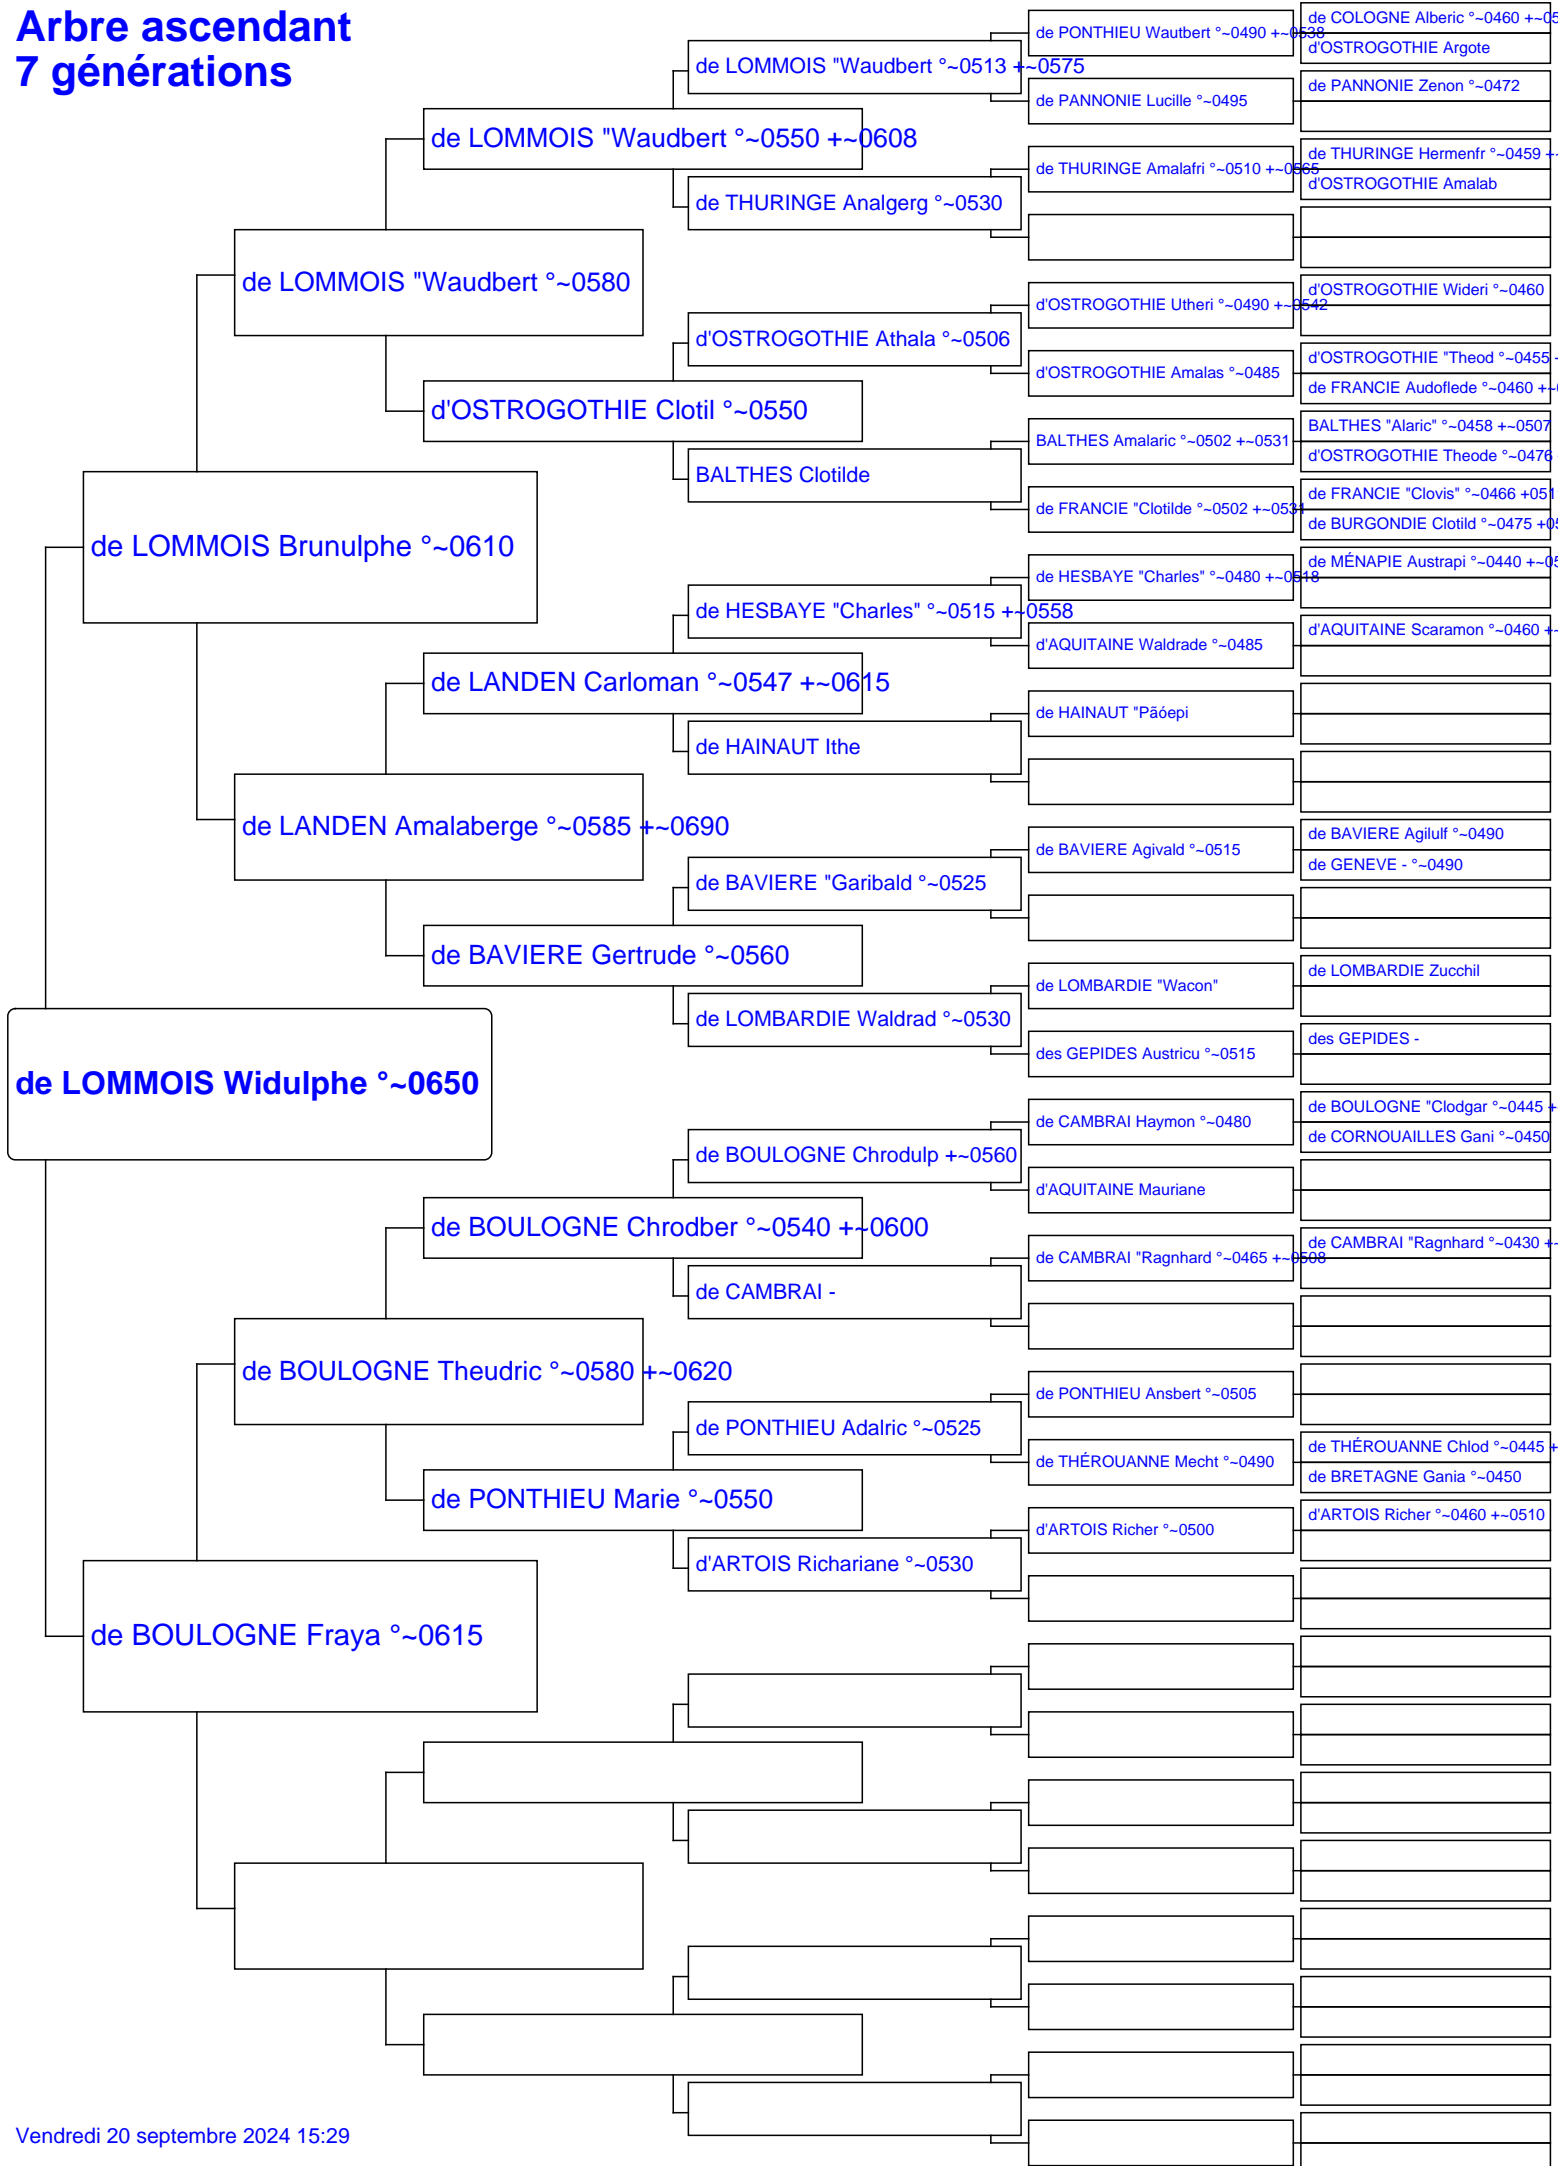 Arbre ascendant
7 générations
de LOMMOIS Widulphe °~0650
de LOMMOIS Brunulphe °~0610
de BOULOGNE Fraya °~0615
de LOMMOIS "Waudbert °~0580
de LANDEN Amalaberge °~0585 +~0690
de BOULOGNE Theudric °~0580 +~0620
de LOMMOIS "Waudbert °~0550 +~0608
d'OSTROGOTHIE Clotil °~0550
de LANDEN Carloman °~0547 +~0615
de BAVIERE Gertrude °~0560
de BOULOGNE Chrodber °~0540 +~0600
de PONTHIEU Marie °~0550
de LOMMOIS "Waudbert °~0513 +~0575
de THURINGE Analgerg °~0530
d'OSTROGOTHIE Athala °~0506
BALTHES Clotilde
de HESBAYE "Charles" °~0515 +~0558
de HAINAUT Ithe
de BAVIERE "Garibald °~0525
de LOMBARDIE Waldrad °~0530
de BOULOGNE Chrodulp +~0560
de CAMBRAI -
de PONTHIEU Adalric °~0525
d'ARTOIS Richariane °~0530
de PONTHIEU Wautbert °~0490 +~0538
de PANNONIE Lucille °~0495
de THURINGE Amalafri °~0510 +~0565
d'OSTROGOTHIE Utheri °~0490 +~0542
d'OSTROGOTHIE Amalas °~0485
BALTHES Amalaric °~0502 +~0531
de FRANCIE "Clotilde °~0502 +~0531
de HESBAYE "Charles" °~0480 +~0518
d'AQUITAINE Waldrade °~0485
de HAINAUT "Pãóepi
de BAVIERE Agivald °~0515
de LOMBARDIE "Wacon"
des GEPIDES Austricu °~0515
de CAMBRAI Haymon °~0480
d'AQUITAINE Mauriane
de CAMBRAI "Ragnhard °~0465 +~0508
de PONTHIEU Ansbert °~0505
de THÉROUANNE Mecht °~0490
d'ARTOIS Richer °~0500
de COLOGNE Alberic °~0460 +~05
d'OSTROGOTHIE Argote
de PANNONIE Zenon °~0472
de THURINGE Hermenfr °~0459 +~
d'OSTROGOTHIE Amalab
d'OSTROGOTHIE Wideri °~0460
d'OSTROGOTHIE "Theod °~0455 +
de FRANCIE Audoflede °~0460 +~0
BALTHES "Alaric" °~0458 +~0507
d'OSTROGOTHIE Theode °~0476
de FRANCIE "Clovis" °~0466 +051
de BURGONDIE Clotild °~0475 +05
de MÉNAPIE Austrapi °~0440 +~05
d'AQUITAINE Scaramon °~0460 +~
de BAVIERE Agilulf °~0490
de GENEVE - °~0490
de LOMBARDIE Zucchil
des GEPIDES -
de BOULOGNE "Clodgar °~0445 +
de CORNOUAILLES Gani °~0450
de CAMBRAI "Ragnhard °~0430 +~
de THÉROUANNE Chlod °~0445 +
de BRETAGNE Gania °~0450
d'ARTOIS Richer °~0460 +~0510
Vendredi 20 septembre 2024 15:29